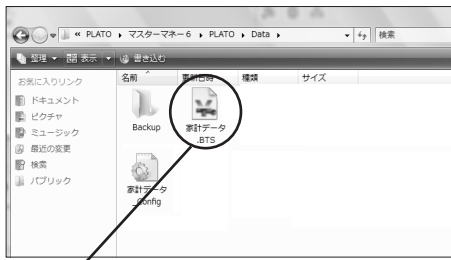 « PLATO ▸ マスターマネー6 ▸ PLATO ▸ Data ▸
検索
整理 ▼ 表示 ▼ 書き込む
お気に入りリンク
ドキュメント
ピクチャ
ミュージック
最近の変更
検索
パブリック
名前 更新日時 種類 サイズ
Backup
家計データ
.BTS
家計データ
_Config